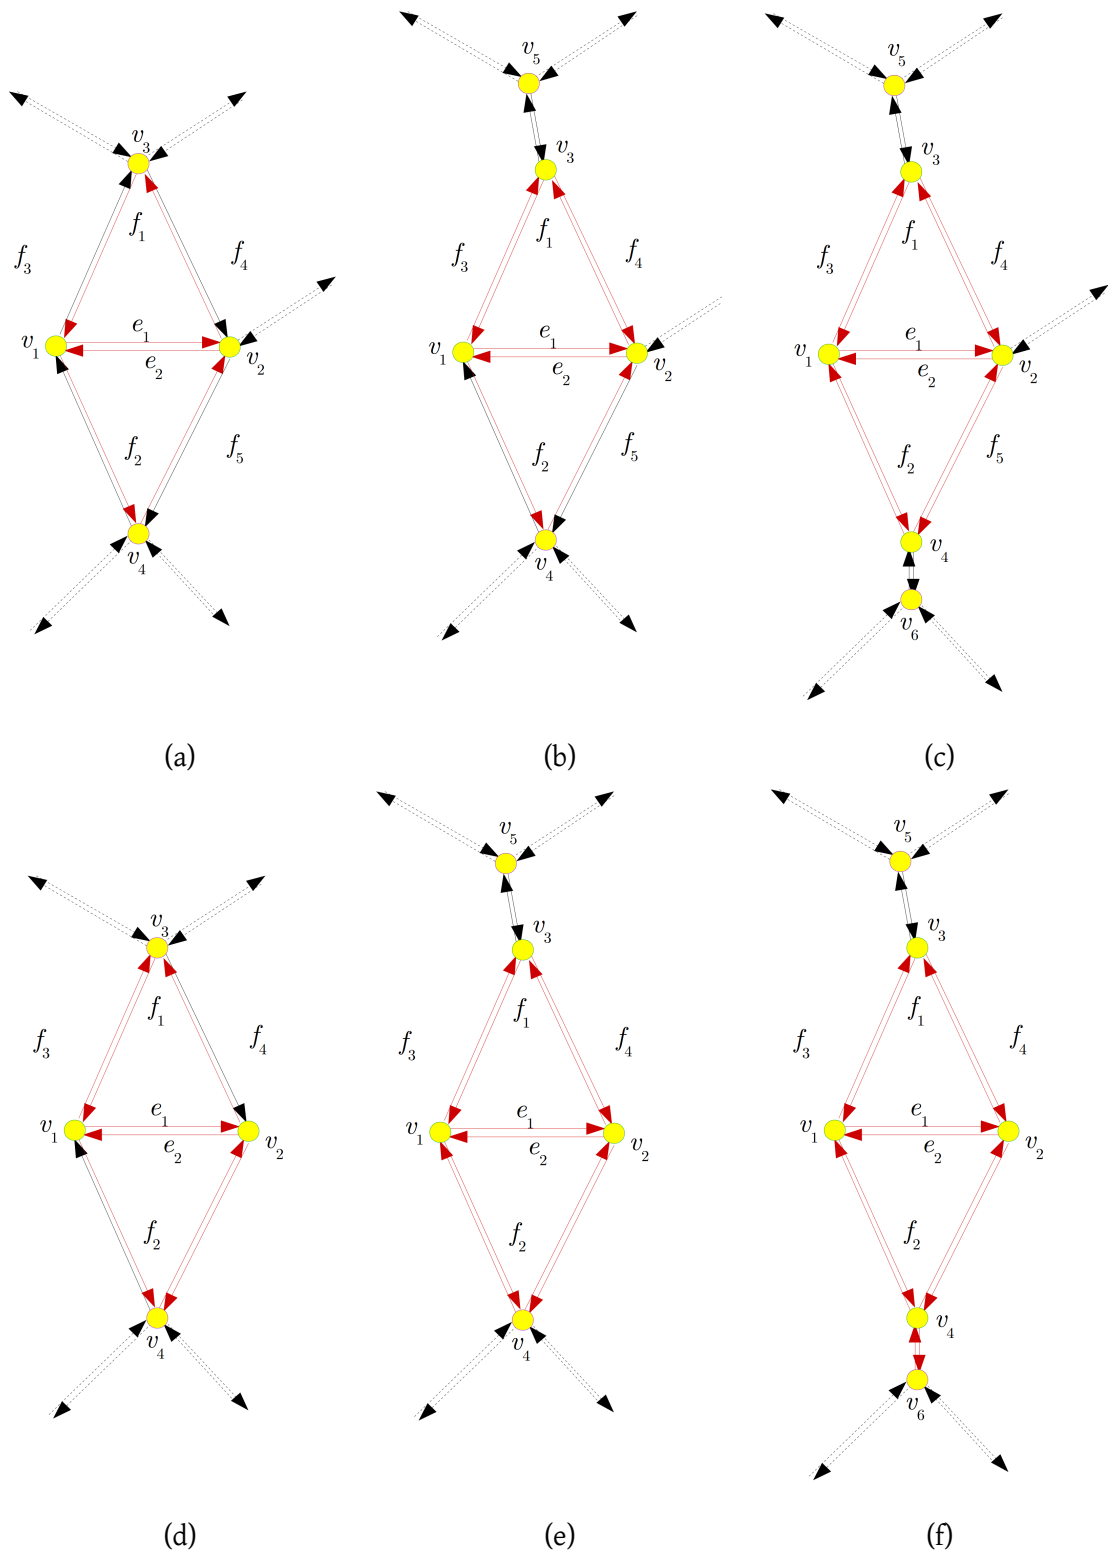 v5 v5
v3 v3 v3
f1 f1 f1
f3 f4 f3 f4 f3 f4
v1 e1 v2 v1 e1 v2 v1 e1 v2
e2 e2 e2
f2 f5 f2 f5 f2 f5
v4 v4 v4
v6
(a) (b) (c)
v5 v5
v3 v3 v3
f1 f1 f1
f3 f4 f3 f4 f3 f4
v1 e1 v2 v1 e1 v2 v1 e1 v2
e2 e2 e2
f2 f2 f2
v4 v4 v4
v6
(d) (e) (f)